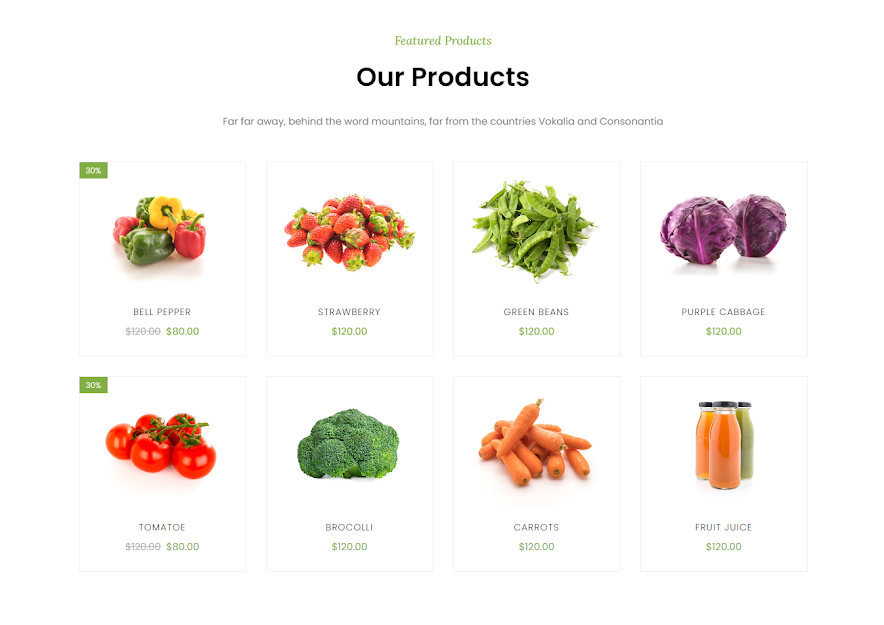 Featured Products
Our Products
Far far away, behind the word mountains, far from the countries Vokalia and Consonantia
30%
BELL PEPPER
$120.00 $80.00
STRAWBERRY
$120.00
GREEN BEANS
$120.00
PURPLE CABBAGE
$120.00
30%
TOMATOE
$120.00 $80.00
BROCOLLI
$120.00
CARROTS
$120.00
FRUIT JUICE
$120.00